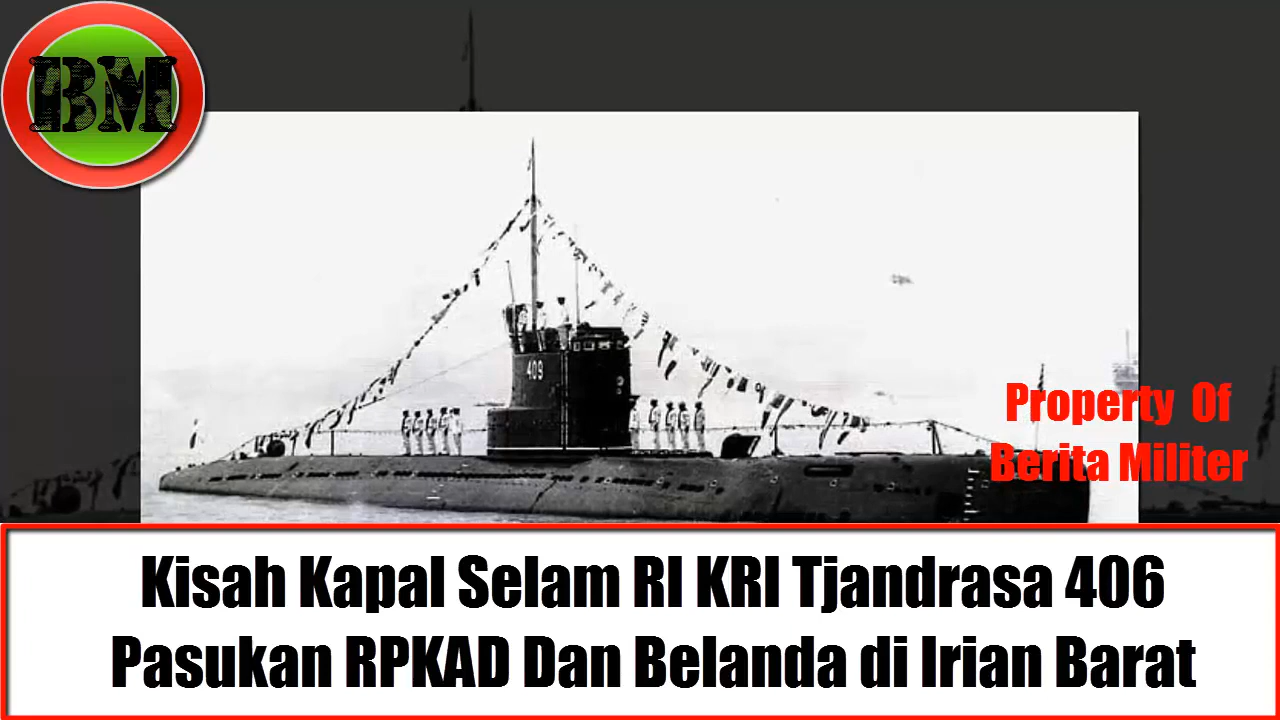 BM
409
Property Of
Berita Militer
Kisah Kapal Selam RI KRI Tjandrasa 406
Pasukan RPKAD Dan Belanda di Irian Barat